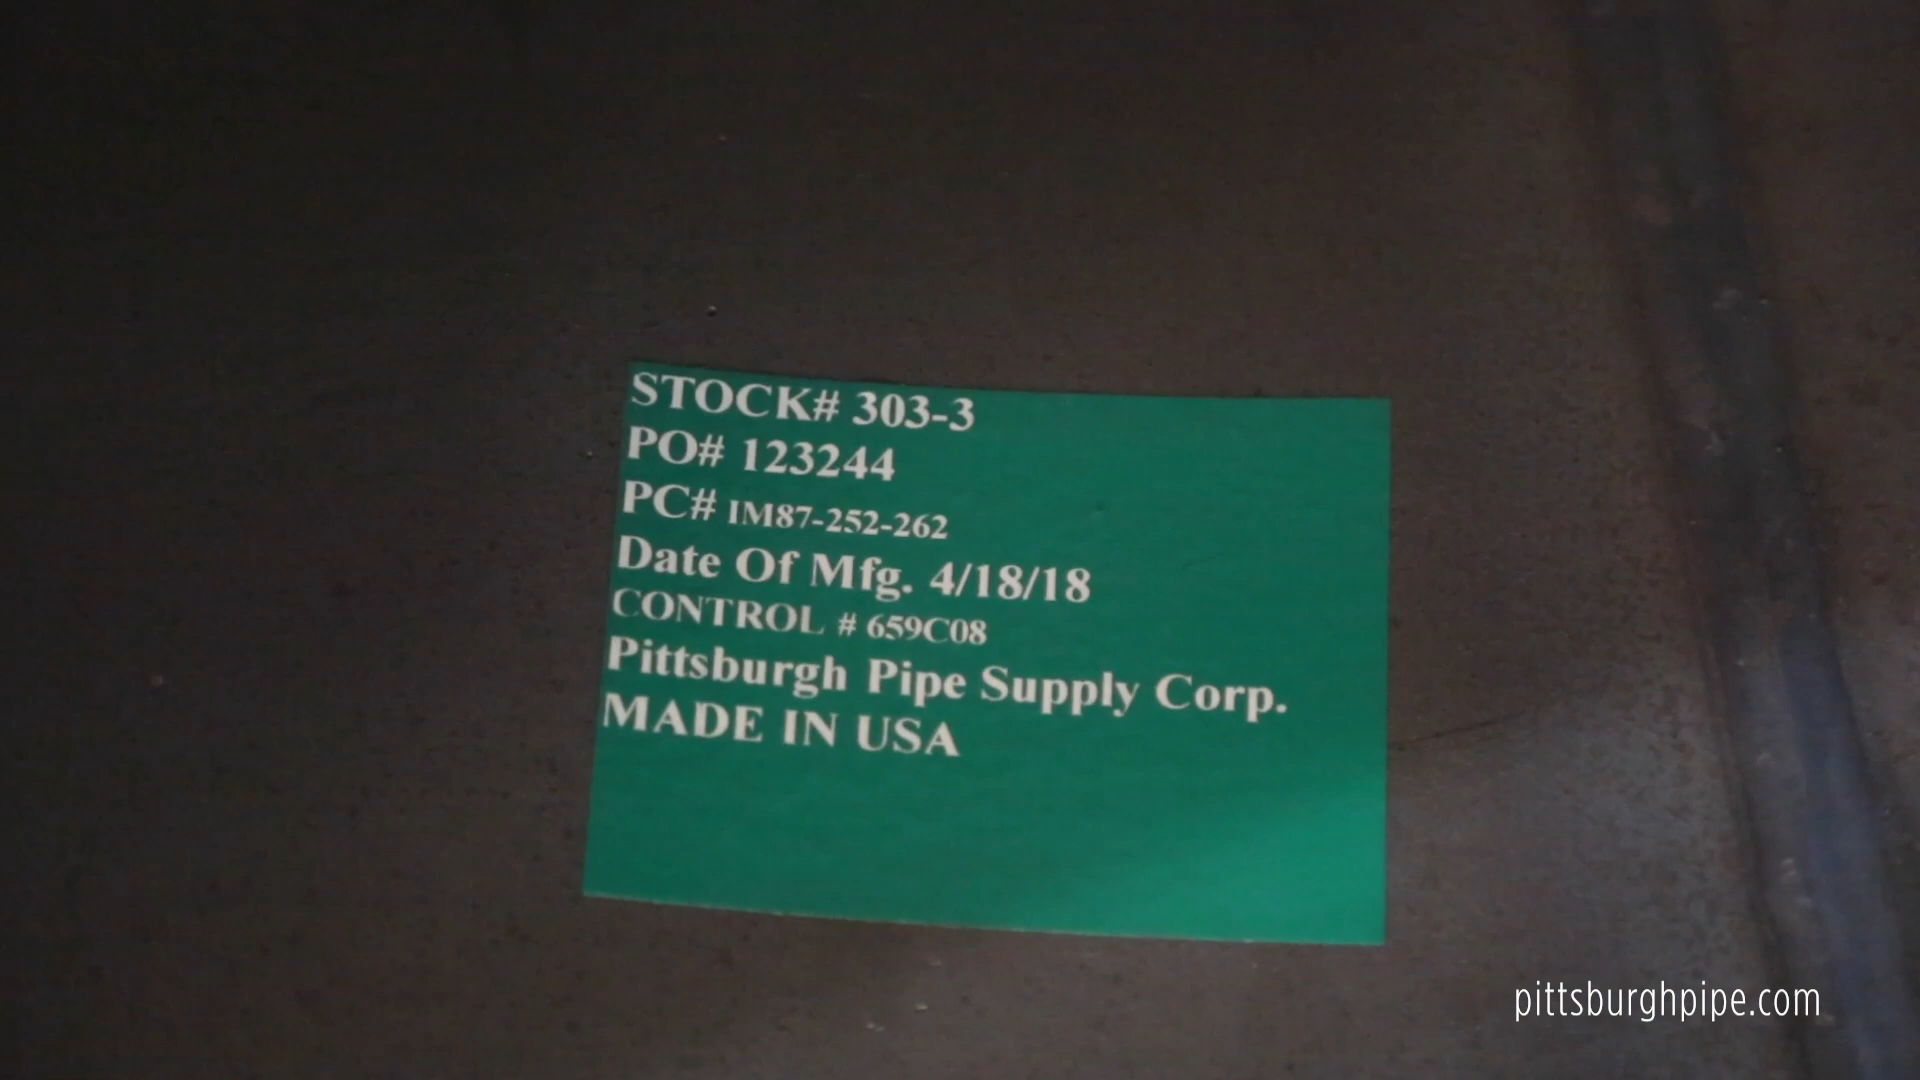 STOCK# 303-3
PO# 123244
PC# IM87-252-262
Date Of Mfg. 4/18/18
CONTROL # 659C08
Pittsburgh Pipe Supply Corp.
MADE IN USA
pittsburghpipe.com